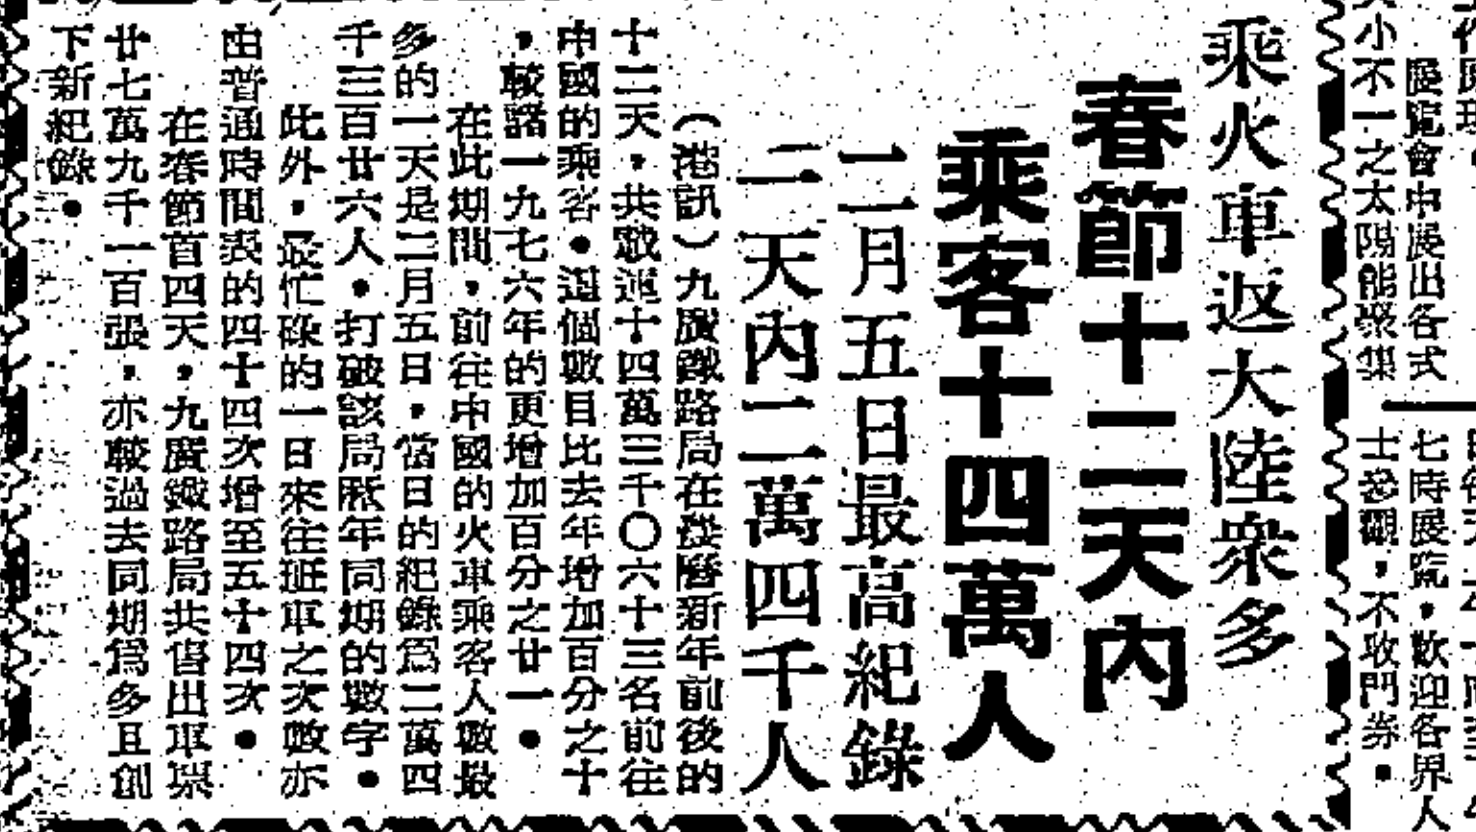 工作原理。
大小不一之太陽能聚集
展覽會中展出各式
七時展覽，歡迎各界人
士參觀，不收門券。
乘火車返大陸衆多
春節十二天內
乘客十四萬人
二月五日最高紀錄
一天內二萬四千人
（港訊）九廣鐵路局在農曆新年前後的
十二天，共載運十四萬三千〇六十三名前往
中國的乘客。這個數目比去年增加百分之十
，較諸一九七六年的更增加百分之廿一。
在此期間，前往中國的火車乘客人數最
多的一天是二月五日，當日的紀錄爲二萬四
千三百廿六人。打破該局歷年同期的數字。
此外，最忙碌的一日來往班車之次數亦
由普通時間表的四十四次增至五十四次。
在春節首四天，九廣鐵路局共售出車票
廿七萬九千一百張，亦較過去同期爲多且創
下新紀錄。